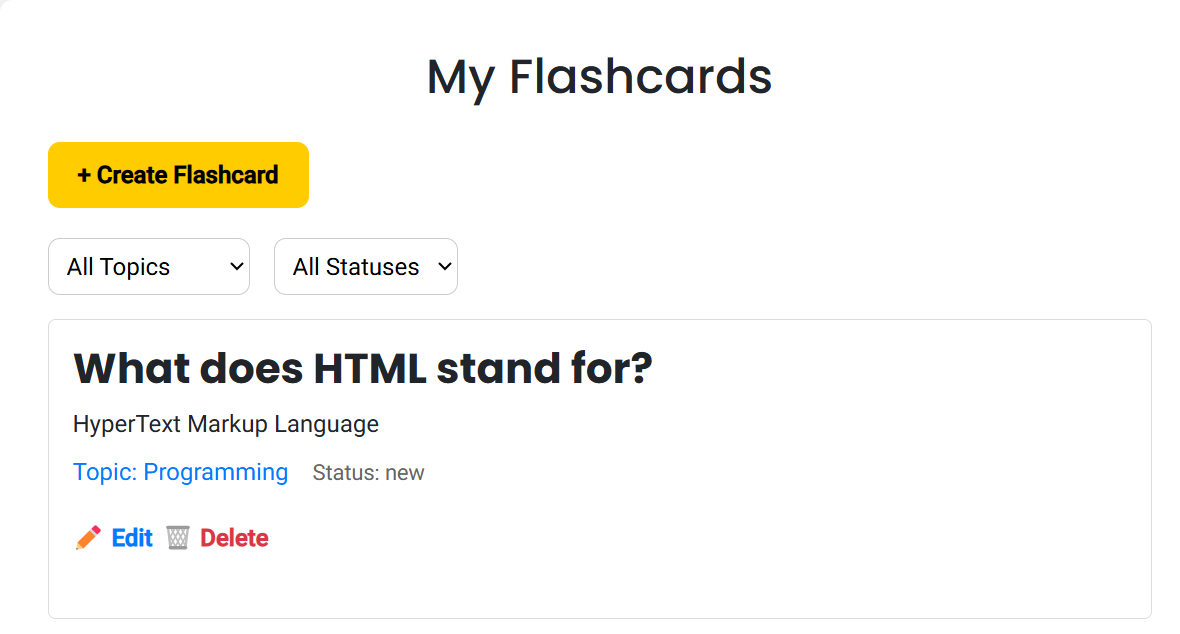 My Flashcards
+ Create Flashcard
All Topics All Statuses
What does HTML stand for?
HyperText Markup Language
Topic: Programming Status: new
Edit Delete